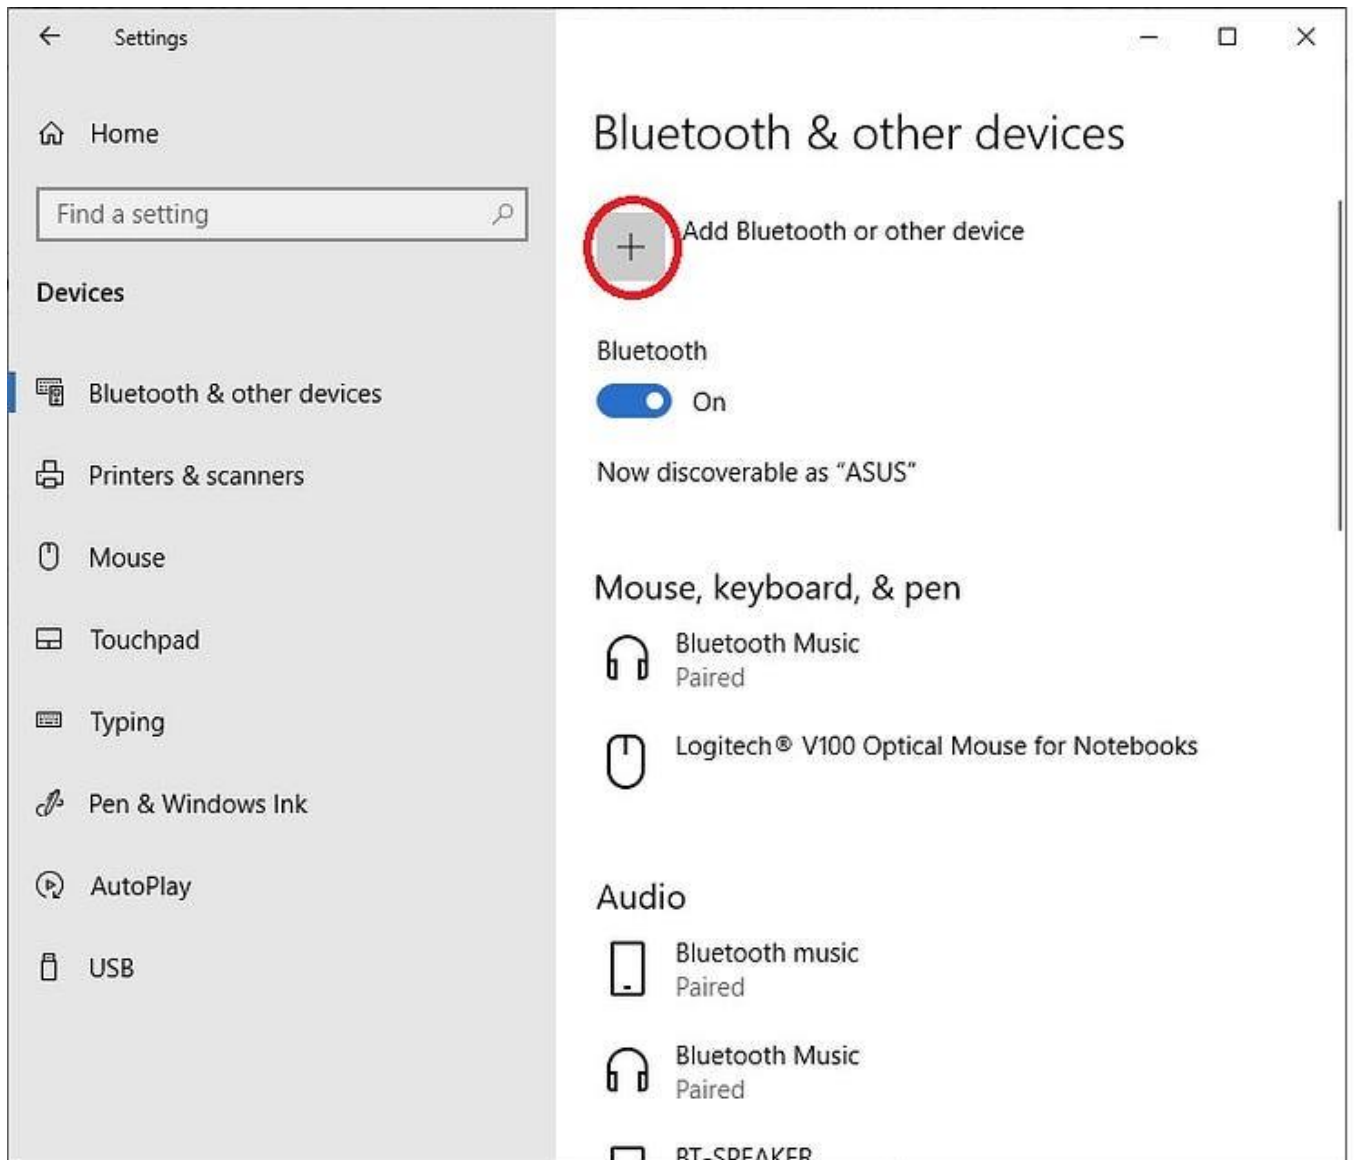 Settings
Home
Find a setting
Devices
Bluetooth & other devices
Printers & scanners
Mouse
Touchpad
Typing
Pen & Windows Ink
AutoPlay
USB
Bluetooth & other devices
Add Bluetooth or other device
Bluetooth
On
Now discoverable as “ASUS”
Mouse, keyboard, & pen
Bluetooth Music
Paired
Logitech® V100 Optical Mouse for Notebooks
Audio
Bluetooth music
Paired
Bluetooth Music
Paired
BT-SPEAKER